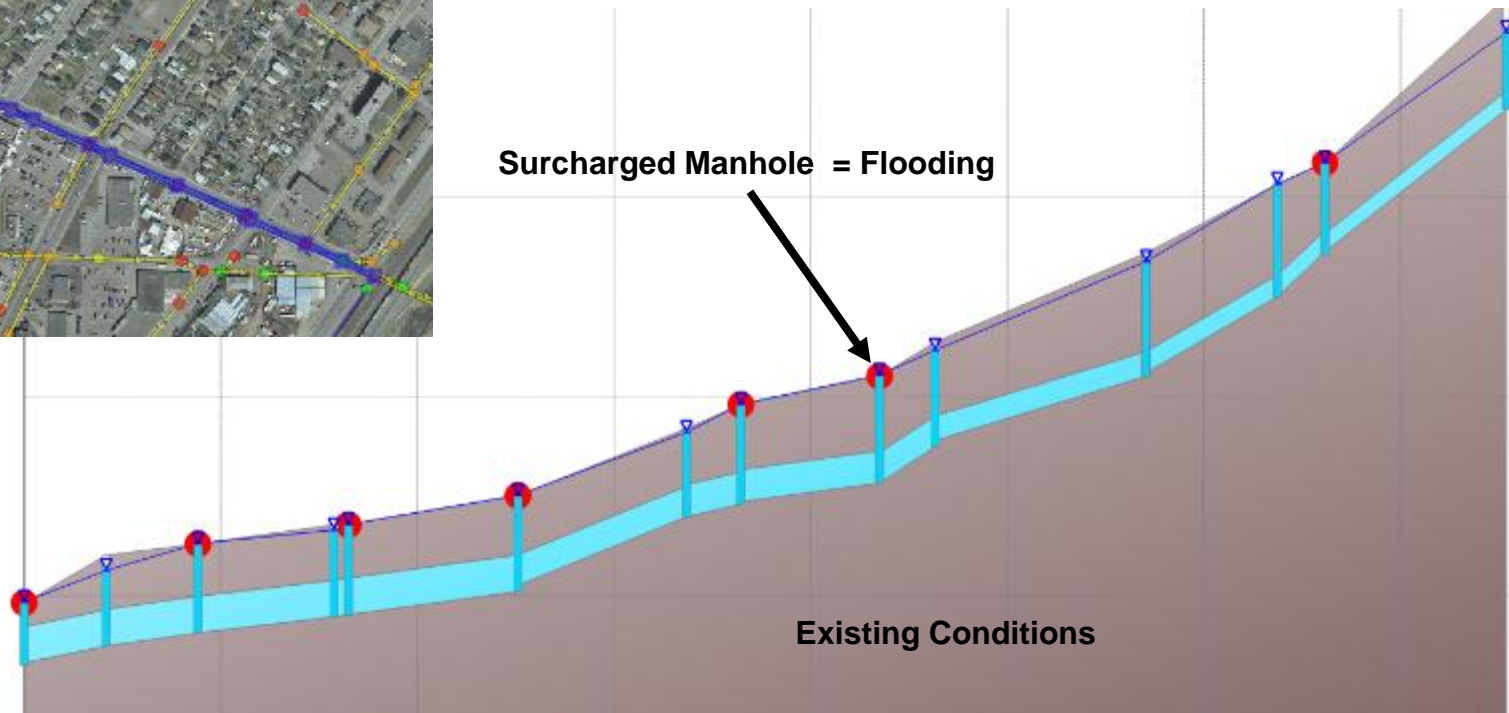 Surcharged Manhole = Flooding
Existing Conditions